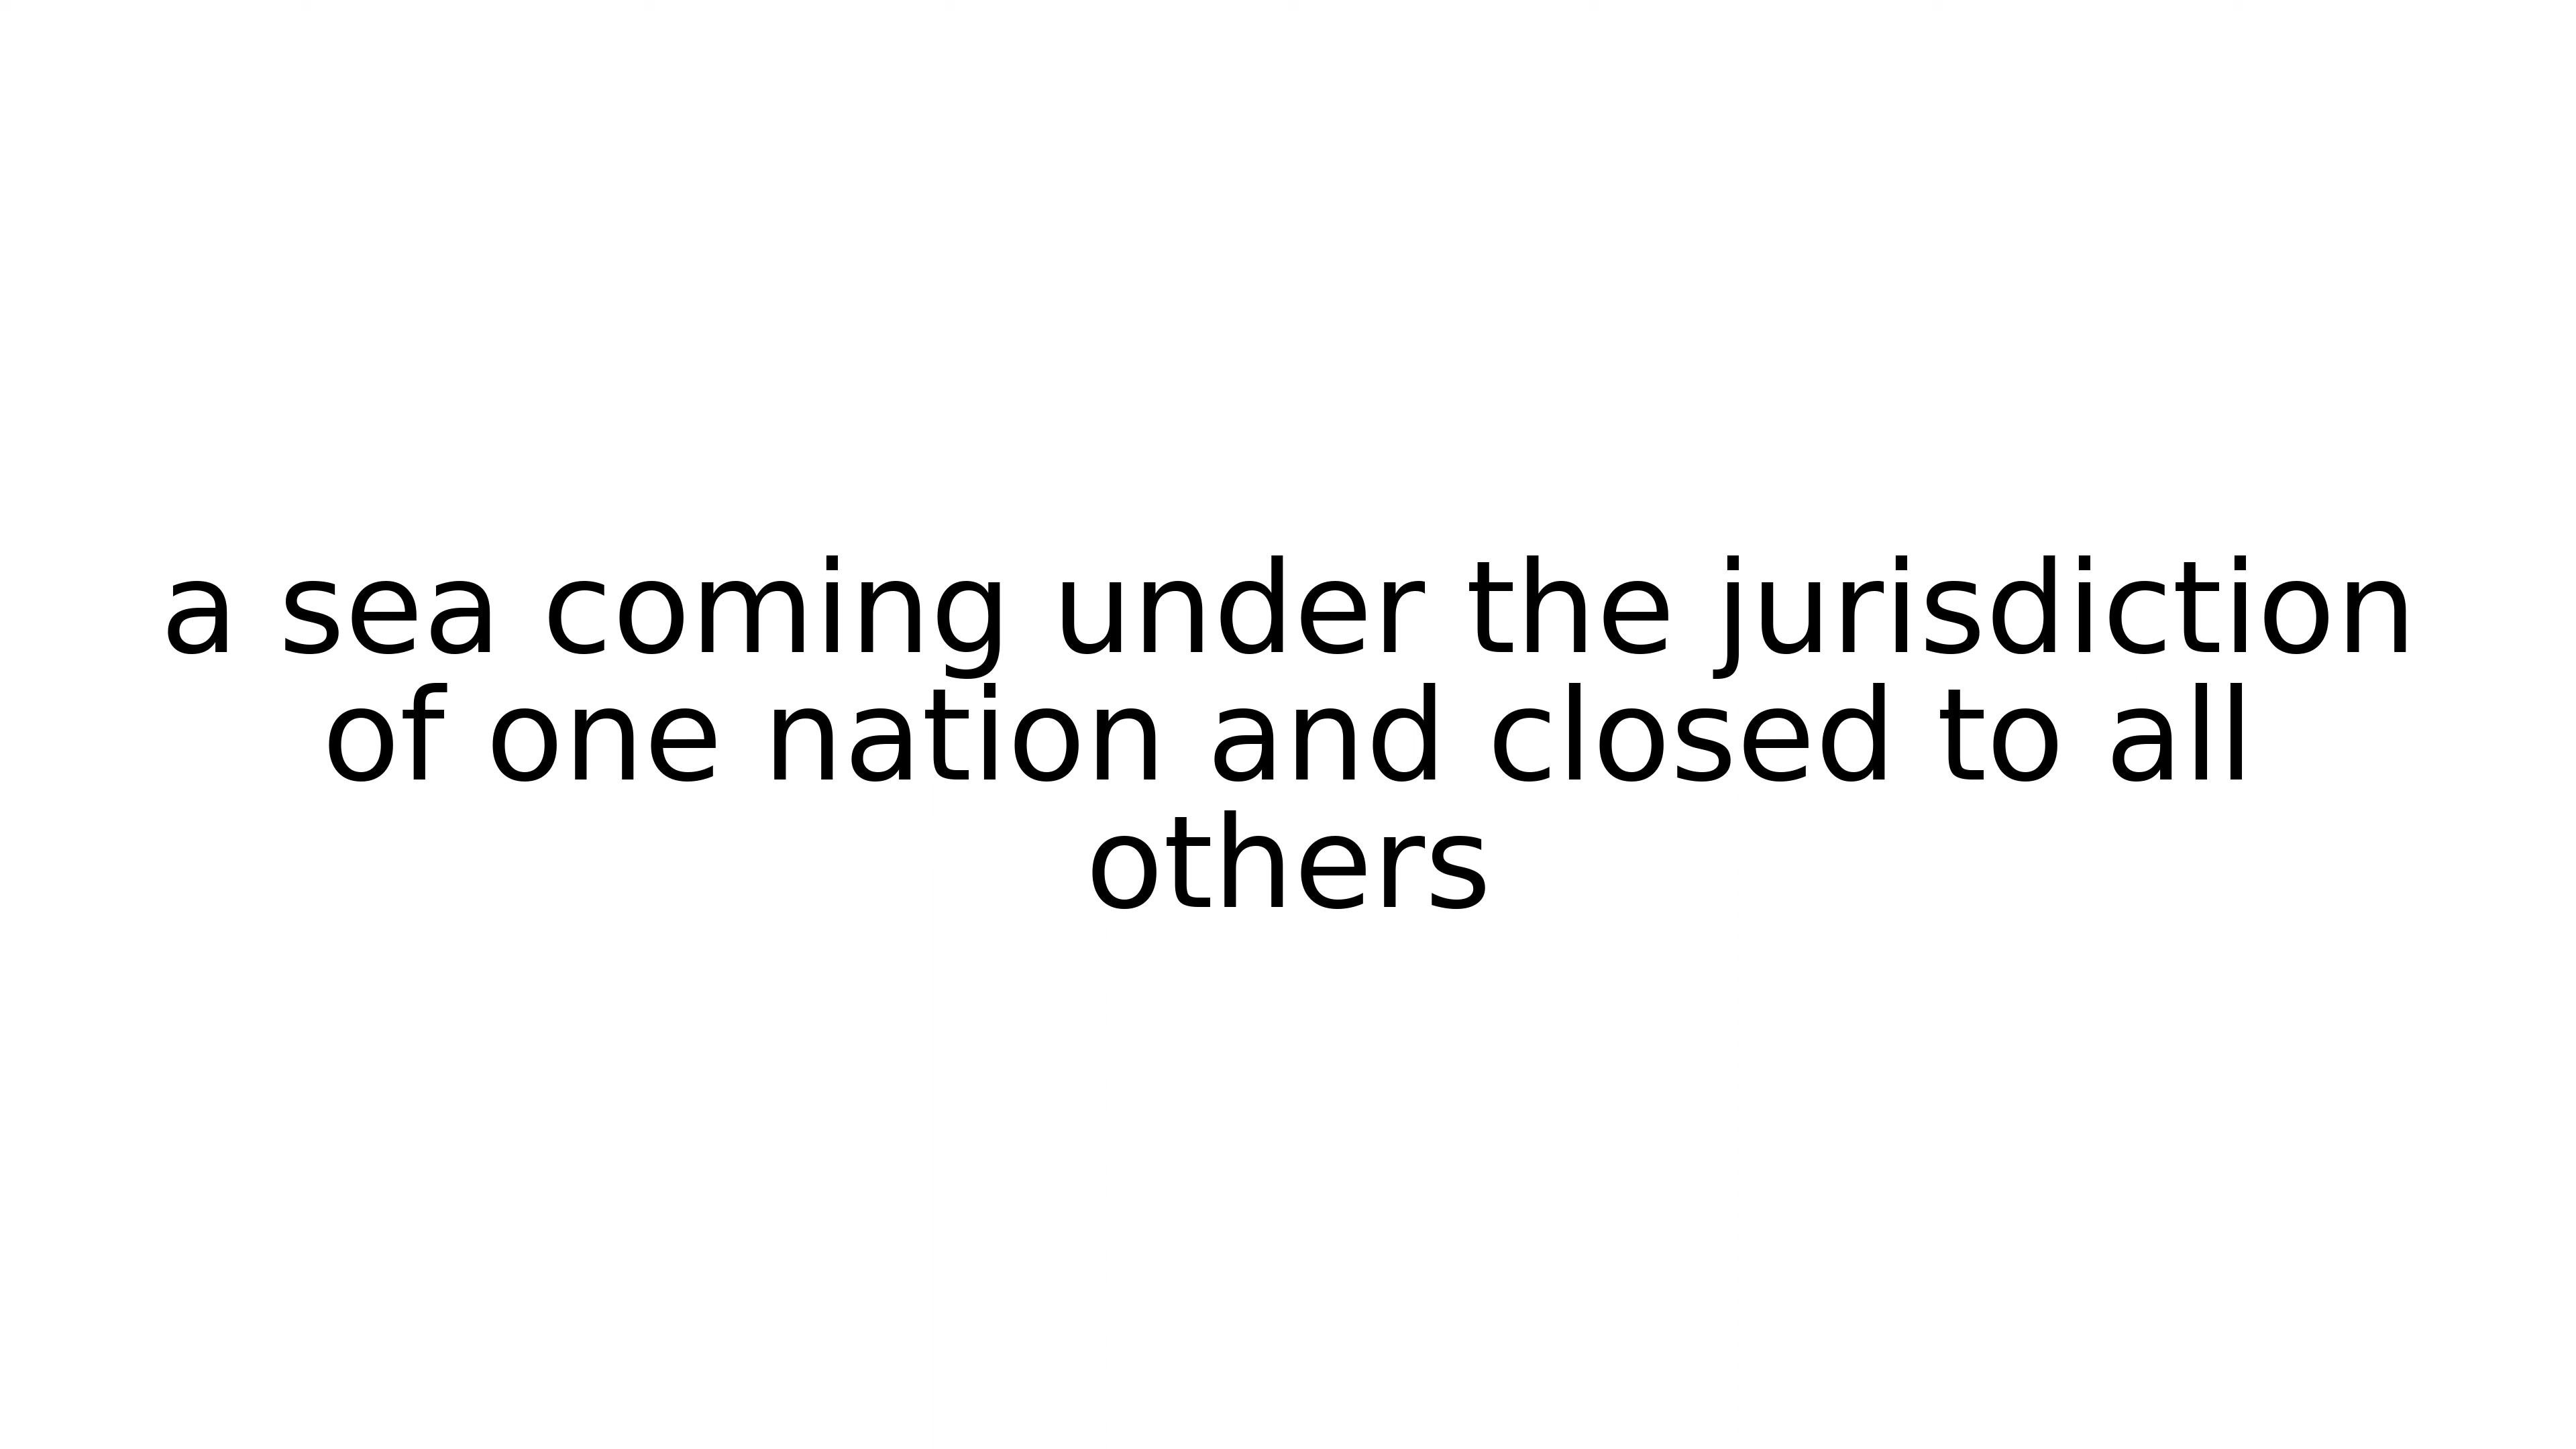 a sea coming under the jurisdiction
of one nation and closed to all
others